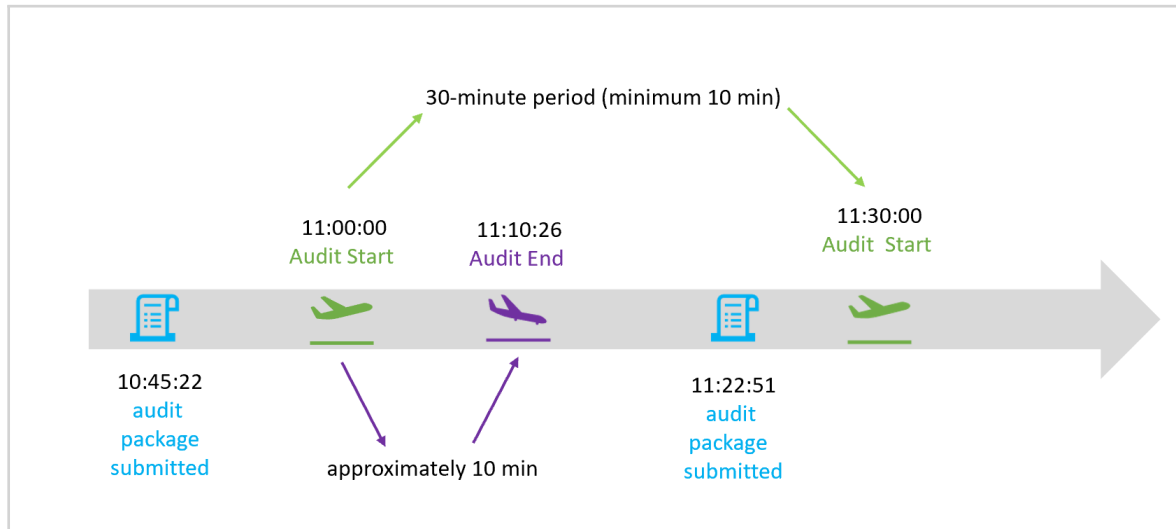 30-minute period (minimum 10 min)
11:00:00
Audit Start
11:10:26
Audit End
11:30:00
Audit  Start
10:45:22
audit
package
submitted
11:22:51
audit
package
submitted
approximately 10 min